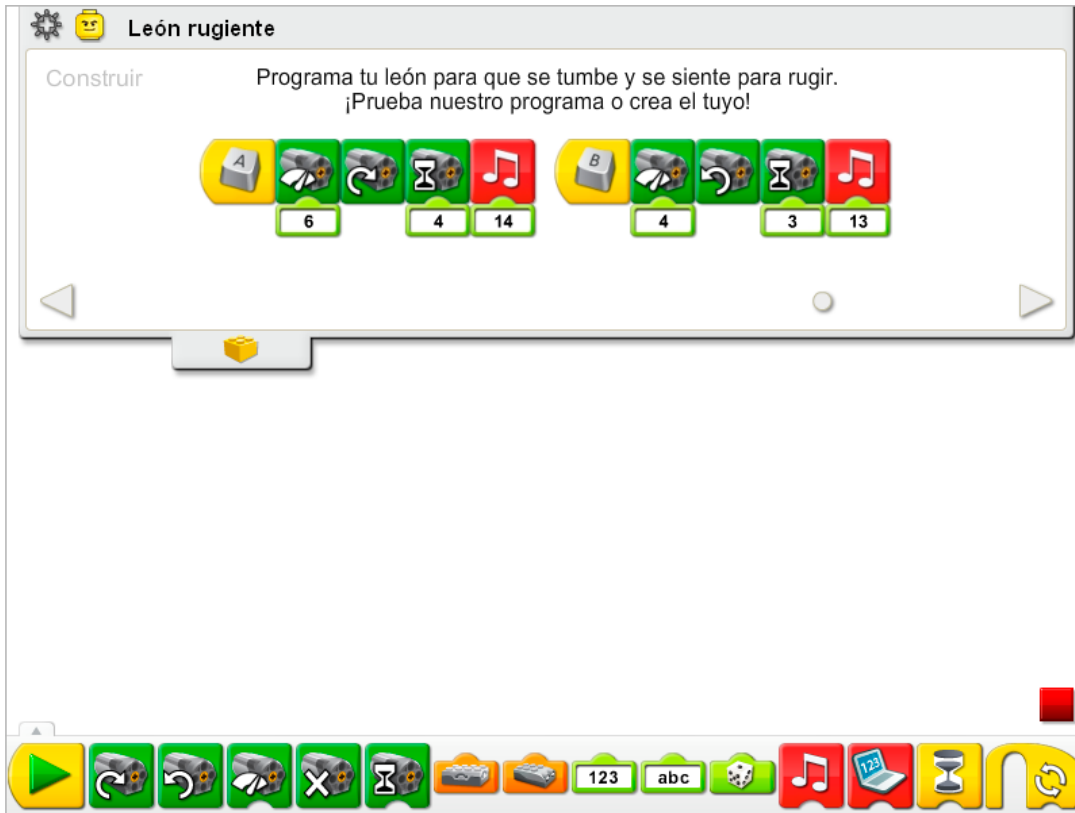 León rugiente
Construir
Programa tu león para que se tumbe y se siente para rugir.
¡Prueba nuestro programa o crea el tuyo!
A B
6 4 14 4 3 13
123 abc 123